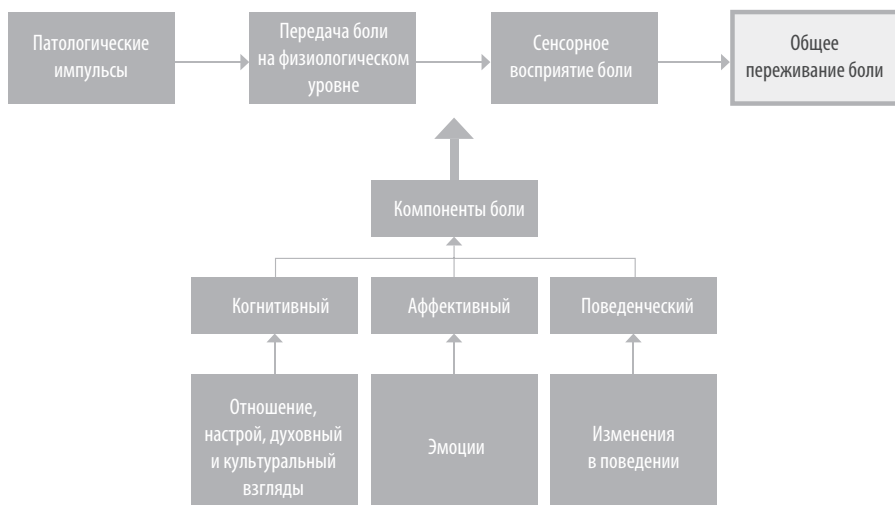 Патологические
импульсы
Передача боли
на физиологическом
уровне
Сенсорное
восприятие боли
Общее
переживание боли
Компоненты боли
Когнитивный
Аффективный
Поведенческий
Отношение,
настрой, духовный
и культуральный
взгляды
Эмоции
Изменения
в поведении